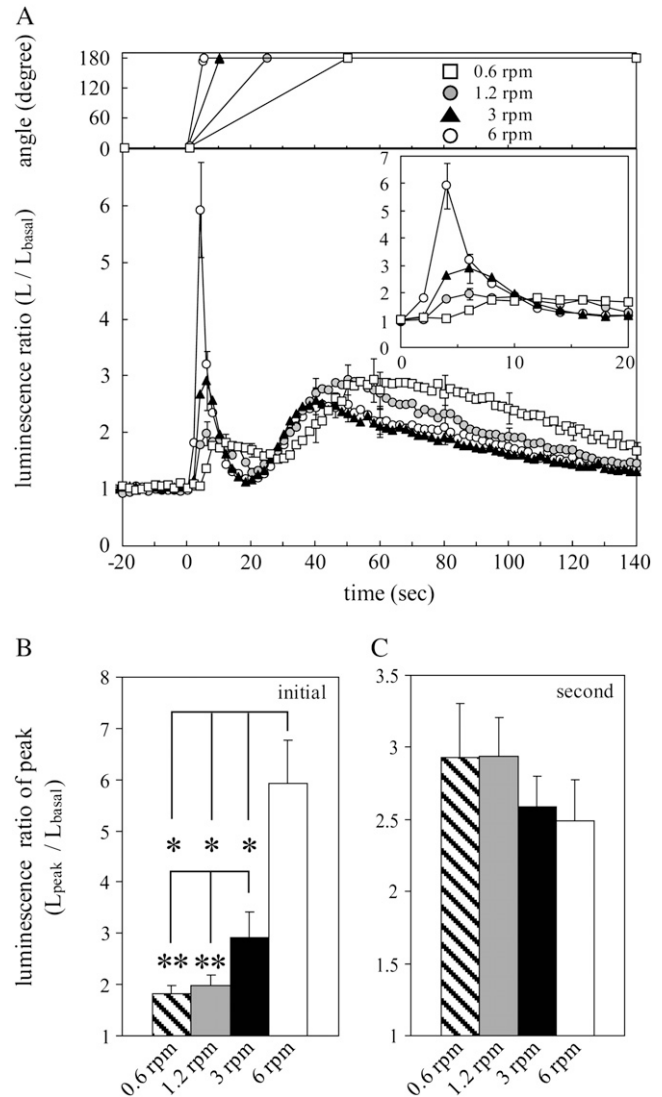 A
angle (degree)
180
120
60
0
0.6 rpm
1.2 rpm
3 rpm
6 rpm
luminescence ratio (L / Lbasal)
8
7
6
5
4
3
2
1
0
7
6
5
4
3
2
1
0
0 10 20
-20 0 20 40 60 80 100 120 140
time (sec)
B
C
luminescence ratio of peak
(Lpeak / Lbasal)
initial
8
7
6
5
4
3
2
1
* * *
** **
0.6 rpm 1.2 rpm 3 rpm 6 rpm
second
3.5
3
2.5
2
1.5
1
0.6 rpm 1.2 rpm 3 rpm 6 rpm